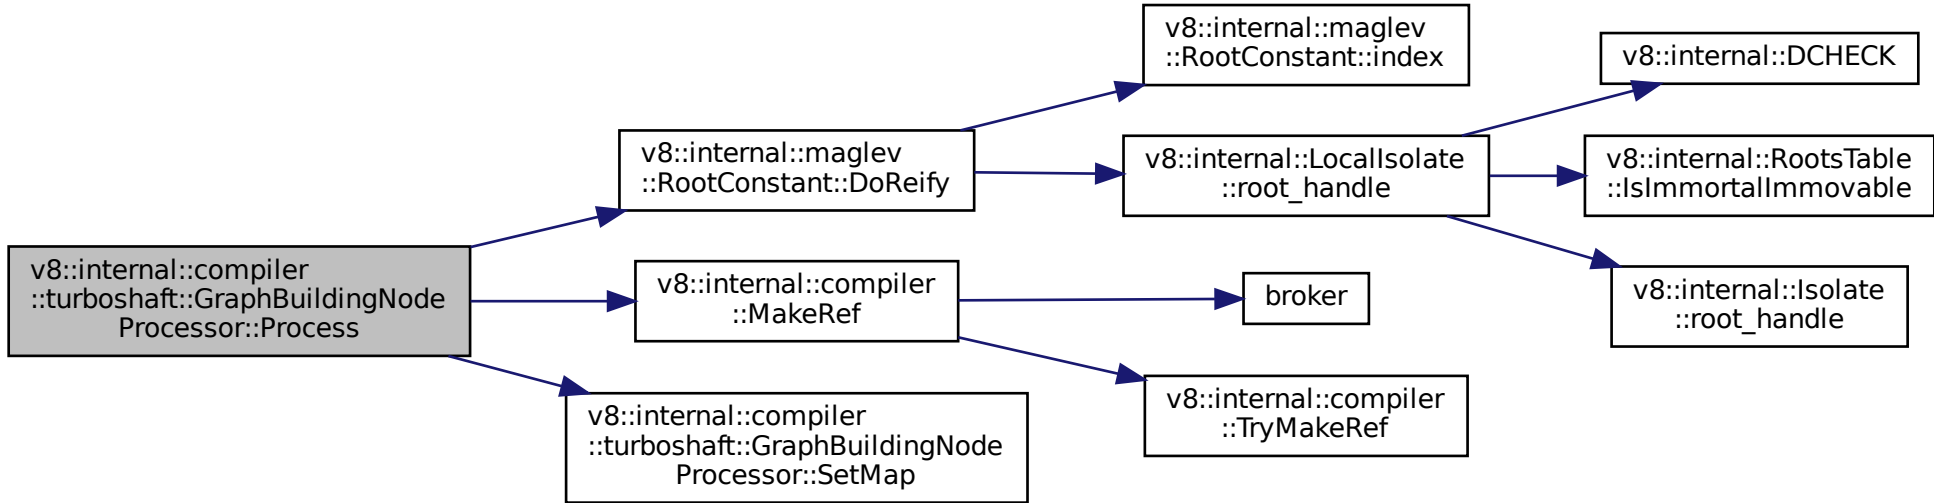 v8::internal::compiler
::turboshaft::GraphBuildingNode
Processor::Process
v8::internal::maglev
::RootConstant::DoReify
v8::internal::maglev
::RootConstant::index
v8::internal::LocalIsolate
::root_handle
v8::internal::DCHECK
v8::internal::RootsTable
::IsImmortalImmovable
v8::internal::Isolate
::root_handle
v8::internal::compiler
::MakeRef
broker
v8::internal::compiler
::TryMakeRef
v8::internal::compiler
::turboshaft::GraphBuildingNode
Processor::SetMap